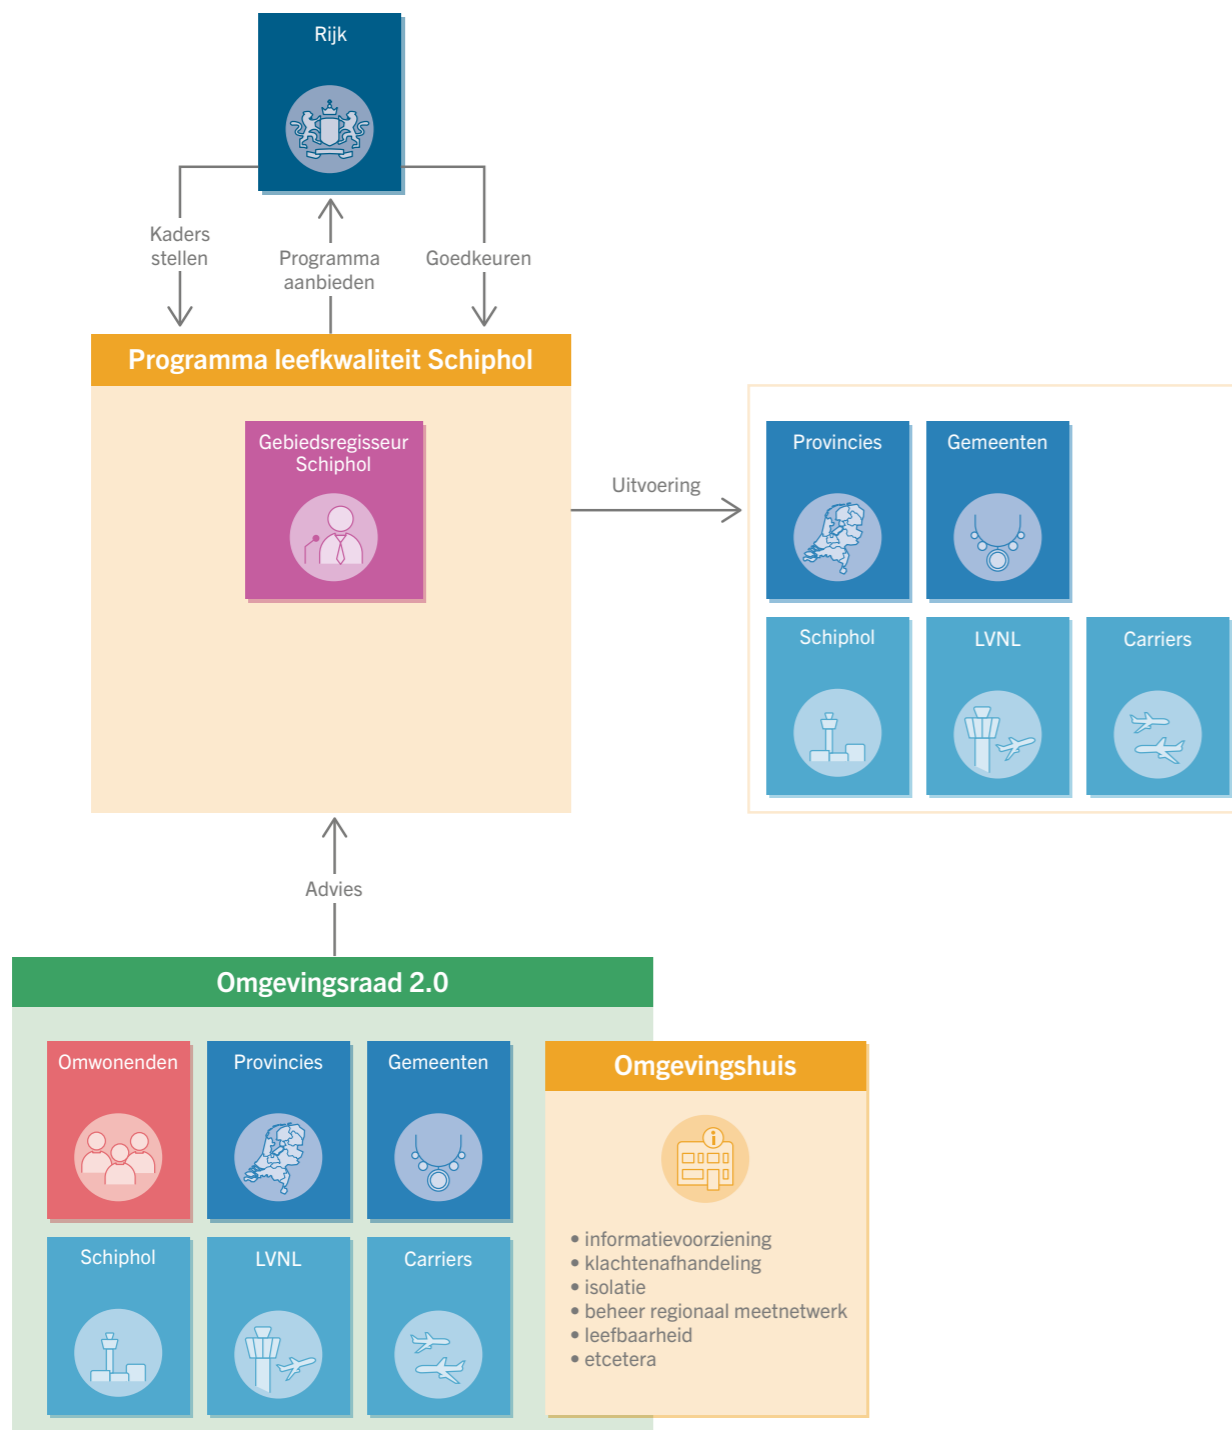 Rijk
Kaders
stellen
Programma
aanbieden
Goedkeuren
Programma leefkwaliteit Schiphol
Gebiedsregisseur
Schiphol
Uitvoering
Provincies
Gemeenten
Schiphol
LVNL
Carriers
Advies
Omgevingsraad 2.0
Omwonenden
Provincies
Gemeenten
Schiphol
LVNL
Carriers
Omgevingshuis
• informatievoorziening
• klachtenafhandeling
• isolatie
• beheer regionaal meetnetwerk
• leefbaarheid
• etcetera